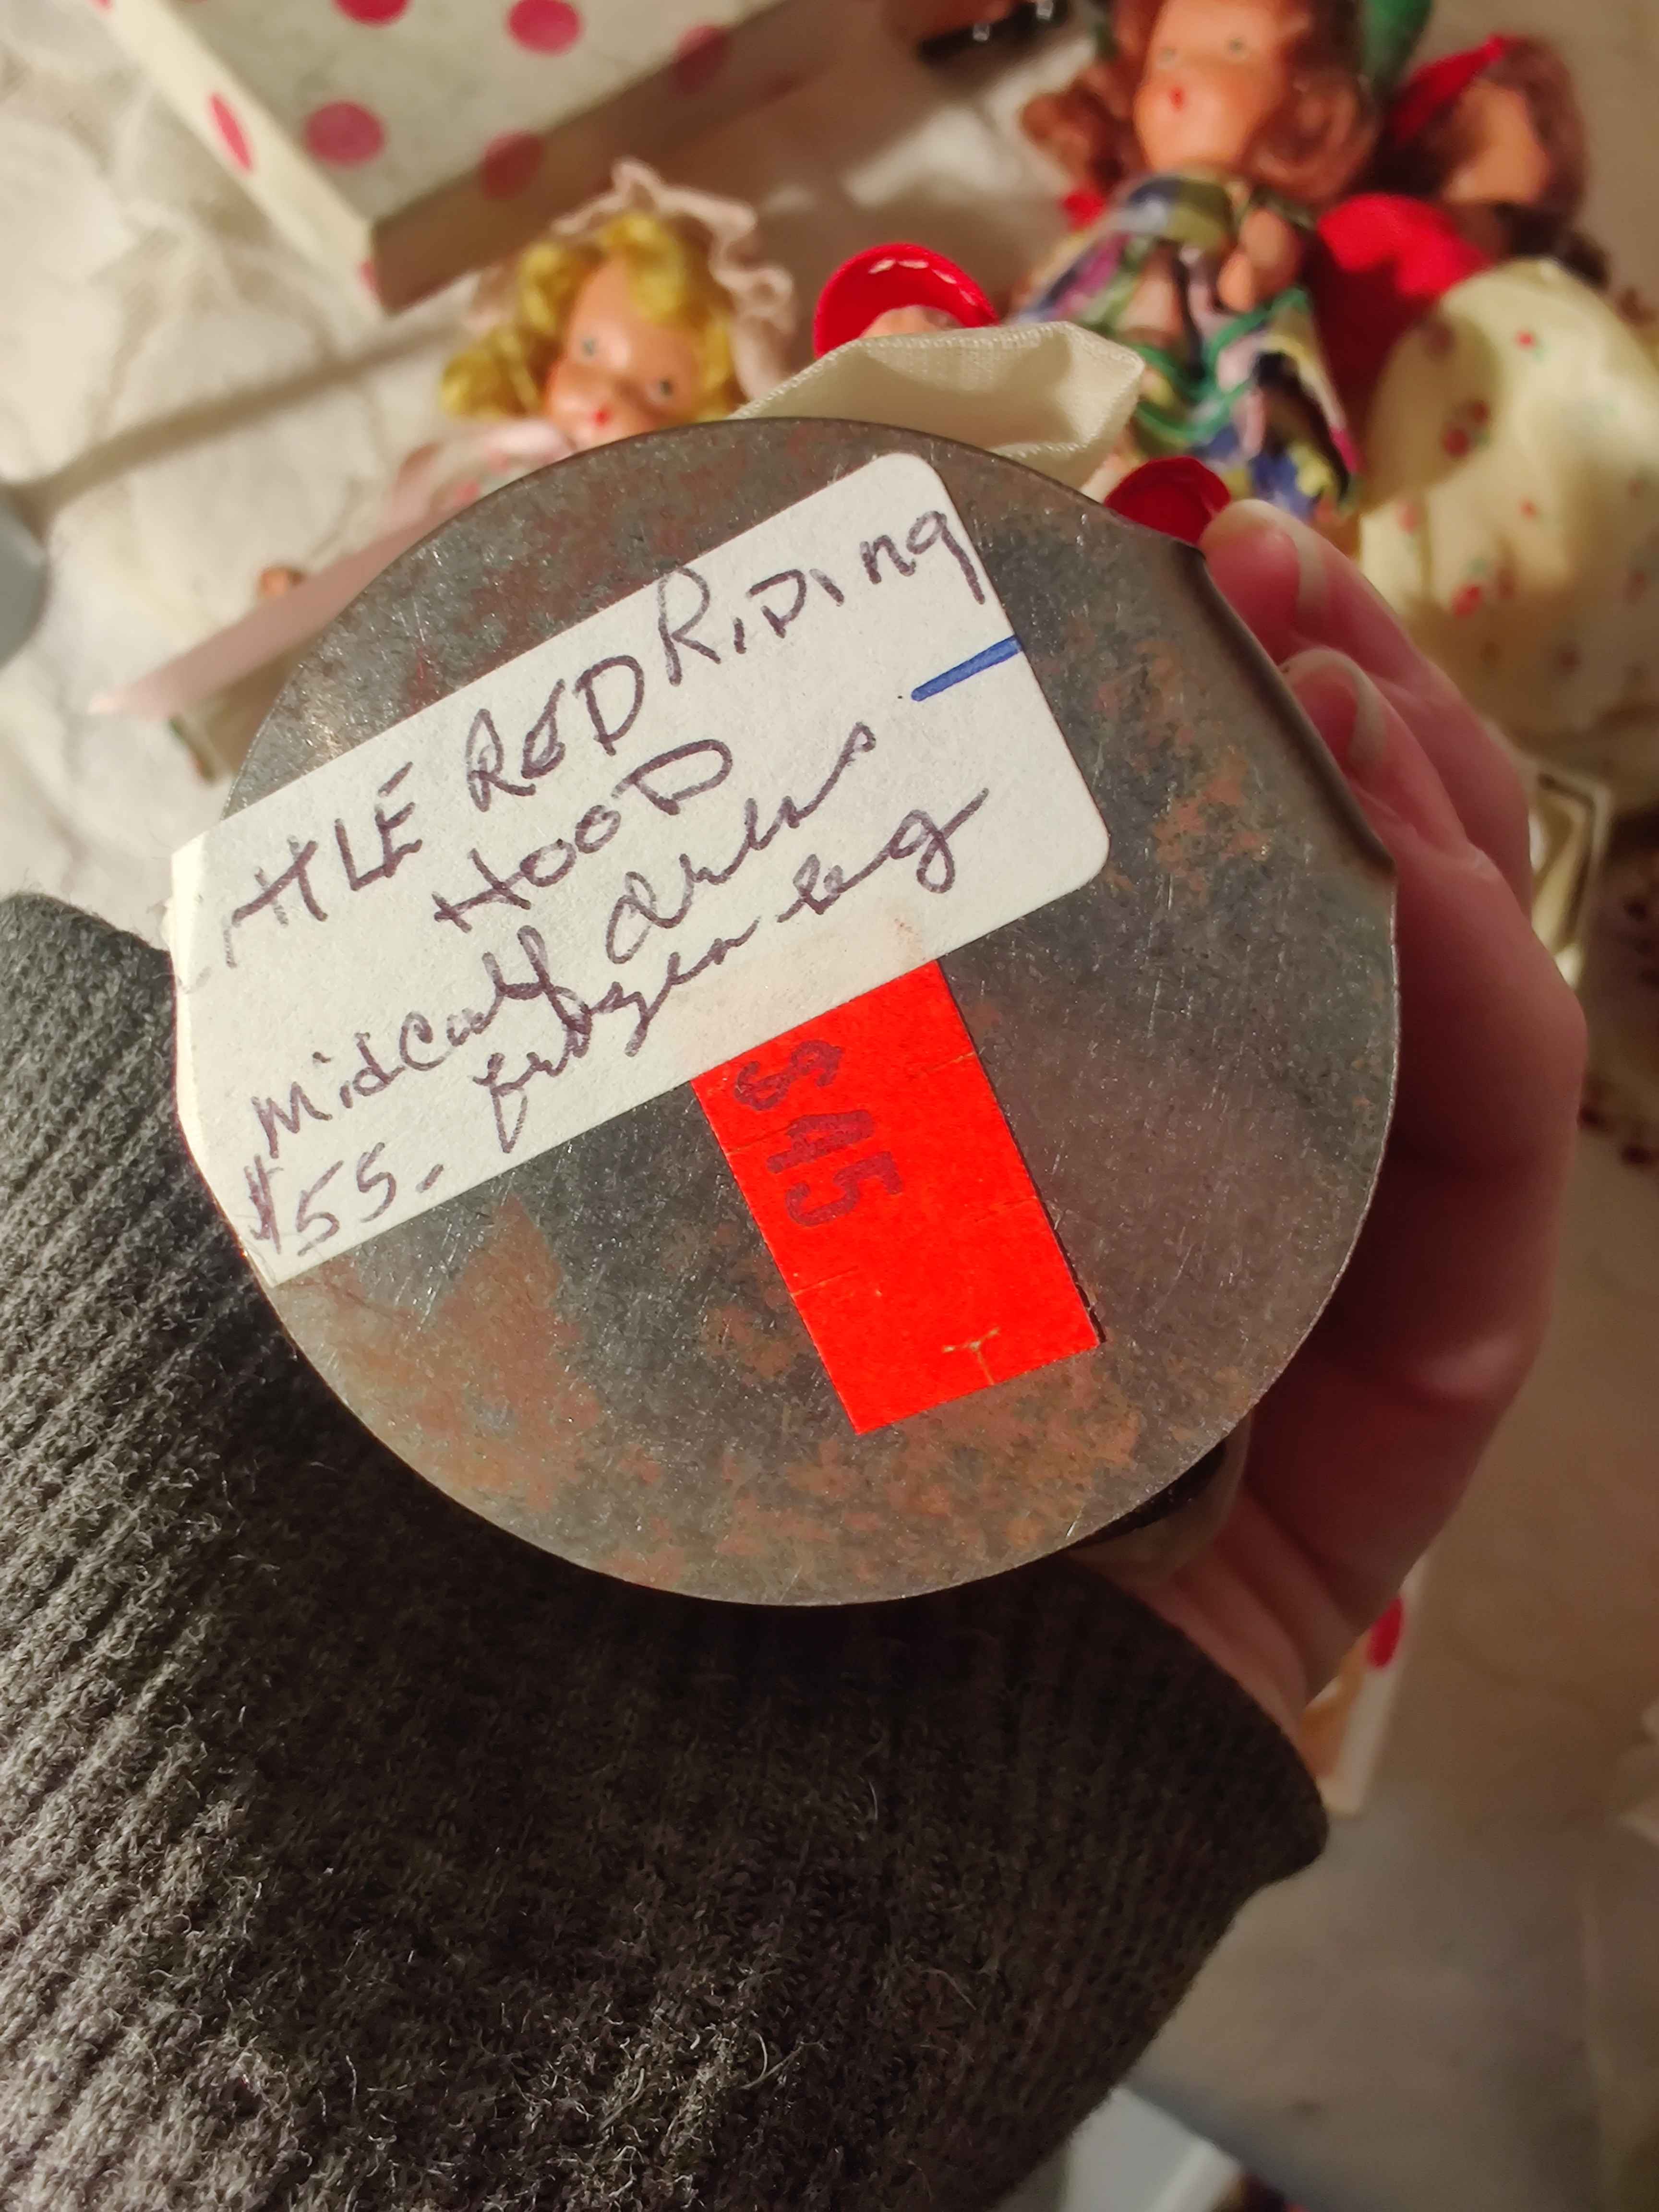 ttLE RED RiDing
HOOD
midcalf dress
frozen leg
$55.-
$45